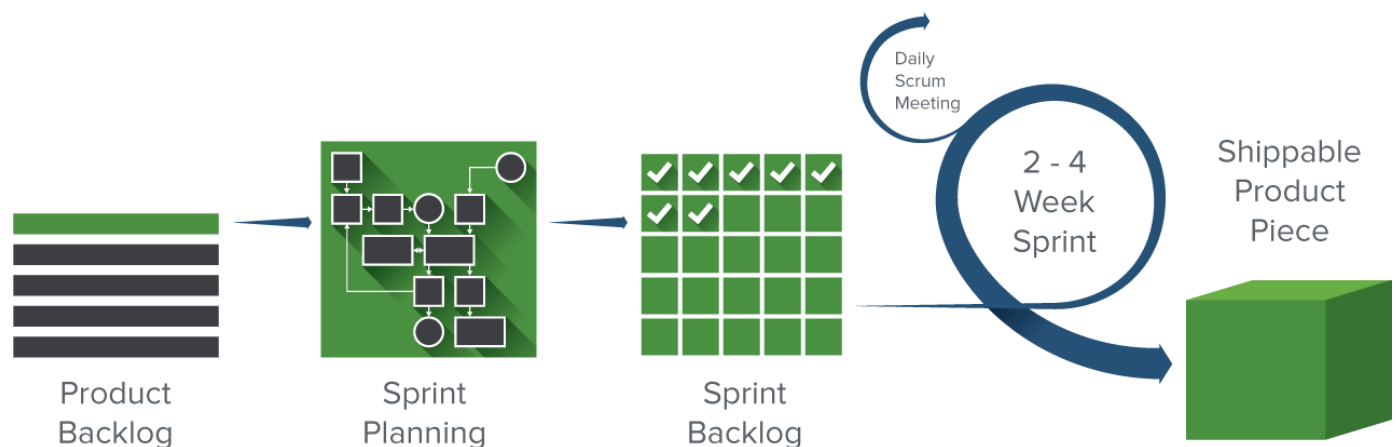 Product
Backlog
Sprint
Planning
Sprint
Backlog
Daily
Scrum
Meeting
2 - 4
Week
Sprint
Shippable
Product
Piece